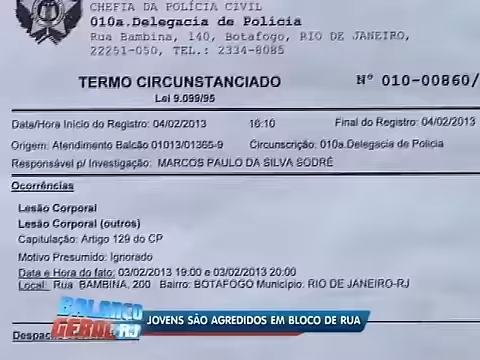 CHEFIA DA POLÍCIA CIVIL
010a.Delegacia de Polícia
Rua Bambina, 140, Botafogo, RIO DE JANEIRO,
22251-050, TEL.: 2334-8085
TERMO CIRCUNSTANCIADO
Nº 010-00860/
Lei 9.099/95
Data/Hora Início do Registro: 04/02/2013 16:10 Final do Registro: 04/02/2013
Origem: Atendimento Balcão 01013/01365-9 Circunscrição: 010a.Delegacia de Polícia
Responsável p/ Investigação: MARCOS PAULO DA SILVA SODRÉ
Ocorrências
Lesão Corporal
Lesão Corporal (outros)
Capitulação: Artigo 129 do CP
Motivo Presumido: Ignorado
Data e Hora do fato: 03/02/2013 19:00 e 03/02/2013 20:00
Local: Rua BAMBINA, 200 Bairro: BOTAFOGO Município: RIO DE JANEIRO-RJ
BALANÇO
GERAL RJ
JOVENS SÃO AGREDIDOS EM BLOCO DE RUA